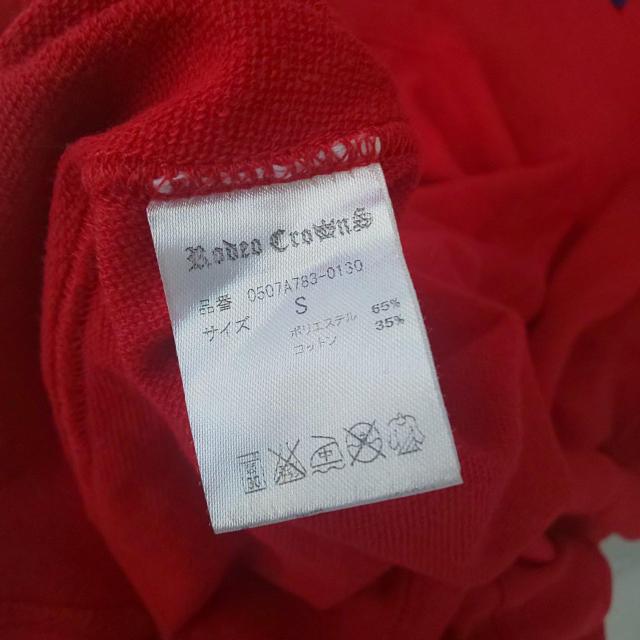 Rodeo CroWnS
品番 0507A783-0130
サイズ S
ポリエステル 65%
コットン 35%